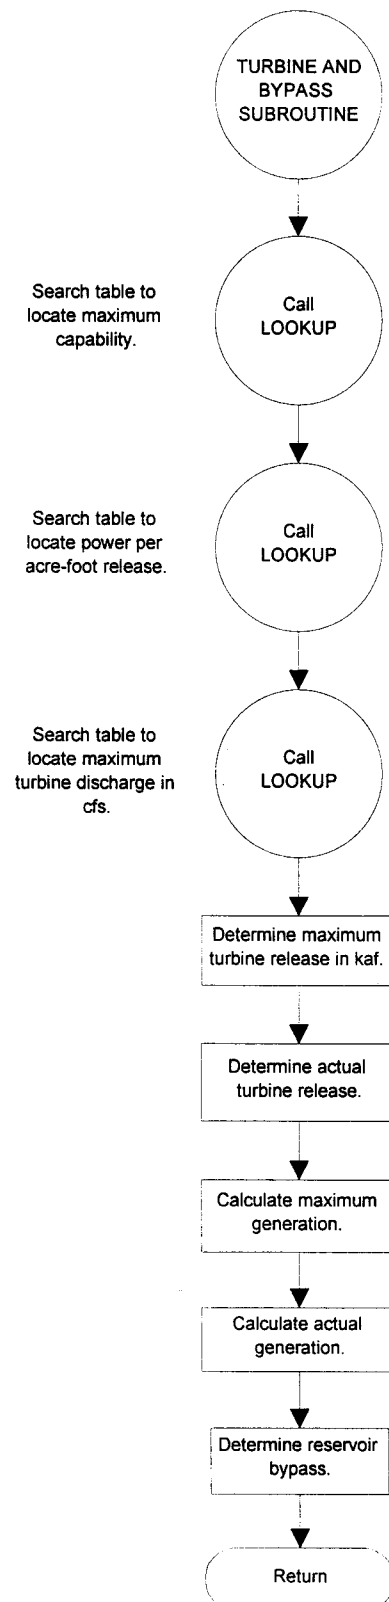 TURBINE AND
BYPASS
SUBROUTINE
Search table to
locate maximum
capability.
Call
LOOKUP
Search table to
locate power per
acre-foot release.
Call
LOOKUP
Search table to
locate maximum
turbine discharge in
cfs.
Call
LOOKUP
Determine maximum
turbine release in kaf.
Determine actual
turbine release.
Calculate maximum
generation.
Calculate actual
generation.
Determine reservoir
bypass.
Return